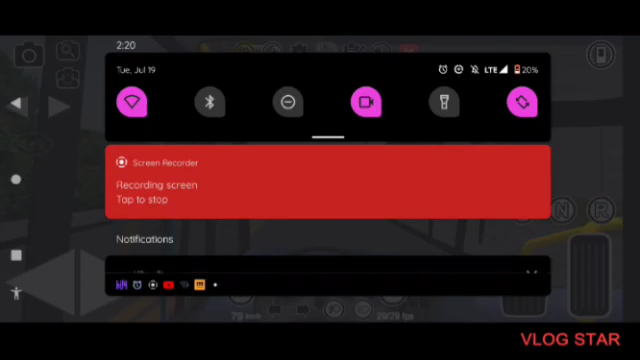 2:20
Tue, Jul 19
LTE
20%
Screen Recorder
Recording screen
Tap to stop
Notifications
N
R
VLOG STAR